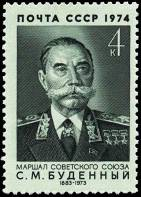 ПОЧТА СССР 1974
4
К
МАРШАЛ СОВЕТСКОГО СОЮЗА
С. М. БУДЕННЫЙ
1883-1973